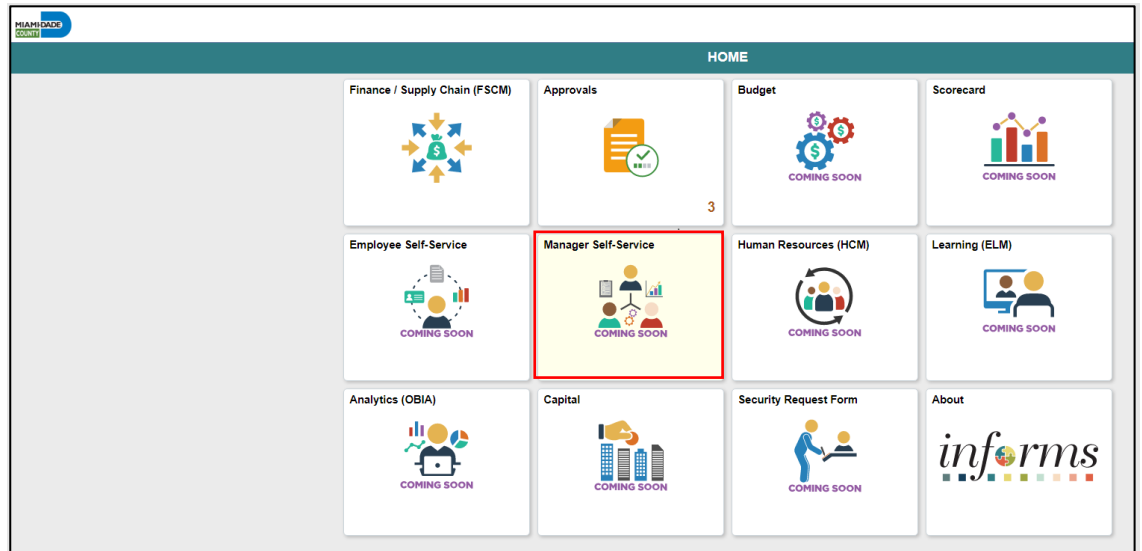 MIAMI-DADE
COUNTY
HOME
Finance / Supply Chain (FSCM)
Approvals
Budget
Scorecard
COMING SOON
COMING SOON
3
Employee Self-Service
Manager Self-Service
Human Resources (HCM)
Learning (ELM)
COMING SOON
COMING SOON
COMING SOON
COMING SOON
Analytics (OBIA)
Capital
Security Request Form
About
informs
COMING SOON
COMING SOON
COMING SOON